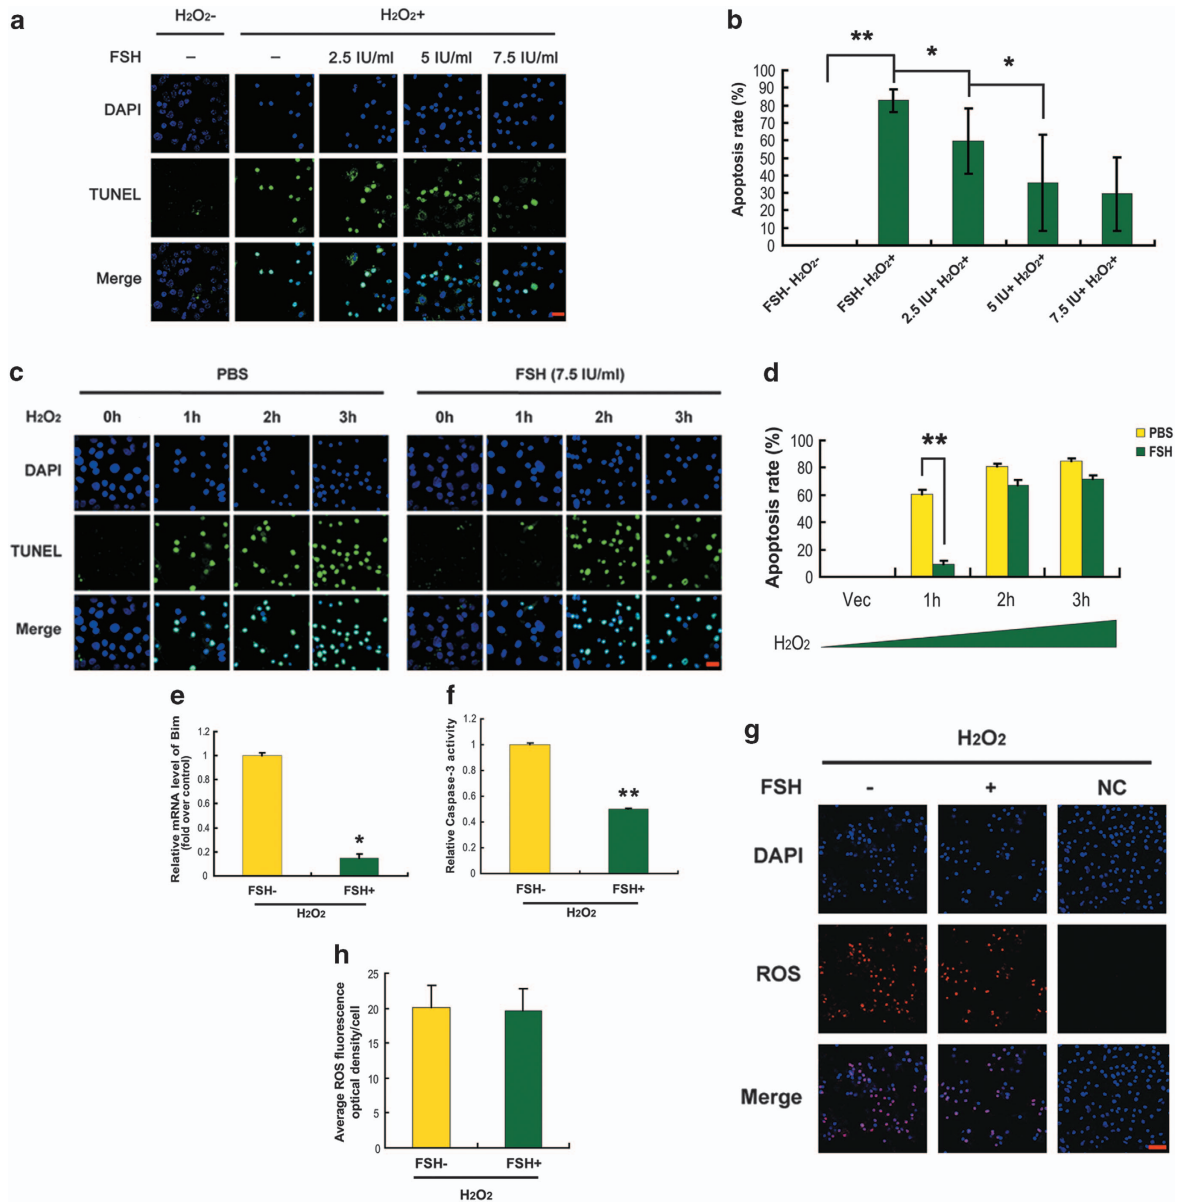 a
H2O2-
H2O2+
FSH
–
–
2.5 IU/ml
5 IU/ml
7.5 IU/ml
DAPI
TUNEL
Merge
b
Apoptosis rate (%)
100
90
80
70
60
50
40
30
20
10
0
**
*
*
FSH- H2O2-
FSH- H2O2+
2.5 IU+ H2O2+
5 IU+ H2O2+
7.5 IU+ H2O2+
c
PBS
FSH (7.5 IU/ml)
H2O2
0h
1h
2h
3h
0h
1h
2h
3h
DAPI
TUNEL
Merge
d
Apoptosis rate (%)
100
80
60
40
20
0
**
PBS
FSH
Vec
1h
2h
3h
H2O2
e
Relative mRNA level of Bim
(fold over control)
1.2
1
0.8
0.6
0.4
0.2
0
*
FSH-
FSH+
H2O2
f
Relative Caspase-3 activity
1.2
1
0.8
0.6
0.4
0.2
0
**
FSH-
FSH+
H2O2
g
H2O2
FSH
-
+
NC
DAPI
ROS
Merge
h
Average ROS fluorescence
optical density/cell
25
20
15
10
5
0
FSH-
FSH+
H2O2